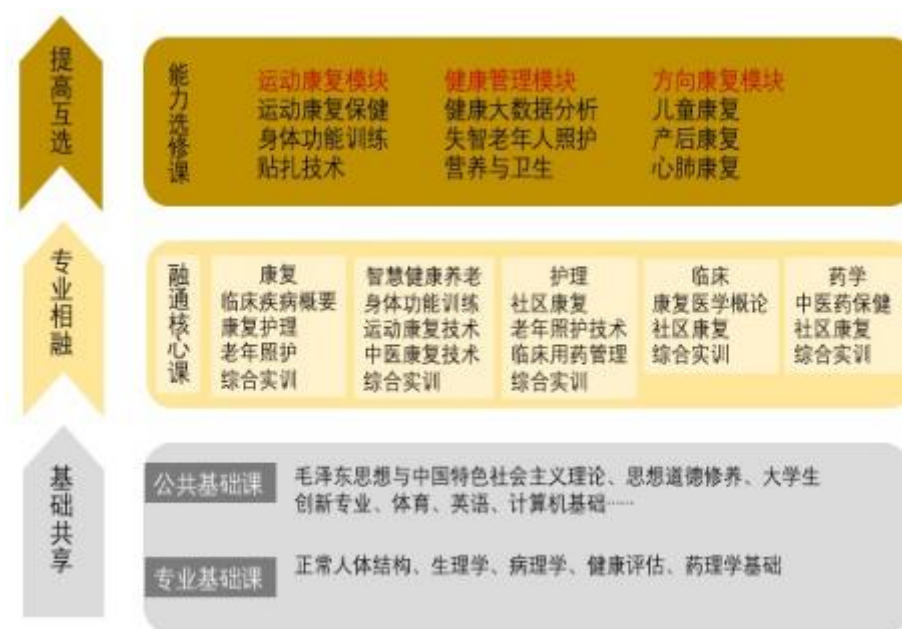 提高互选
能力选修课
运动康复模块
运动康复保健
身体功能训练
贴扎技术
健康管理模块
健康大数据分析
失智老年人照护
营养与卫生
方向康复模块
儿童康复
产后康复
心肺康复
专业相融
融通核心课
康复
临床疾病概要
康复护理
老年照护
综合实训
智慧健康养老
身体功能训练
运动康复技术
中医康复技术
综合实训
护理
社区康复
老年照护技术
临床用药管理
综合实训
临床
康复医学概论
社区康复
综合实训
药学
中医药保健
社区康复
综合实训
基础共享
公共基础课
毛泽东思想与中国特色社会主义理论、思想道德修养、大学生
创新专业、体育、英语、计算机基础……
专业基础课
正常人体结构、生理学、病理学、健康评估、药理学基础